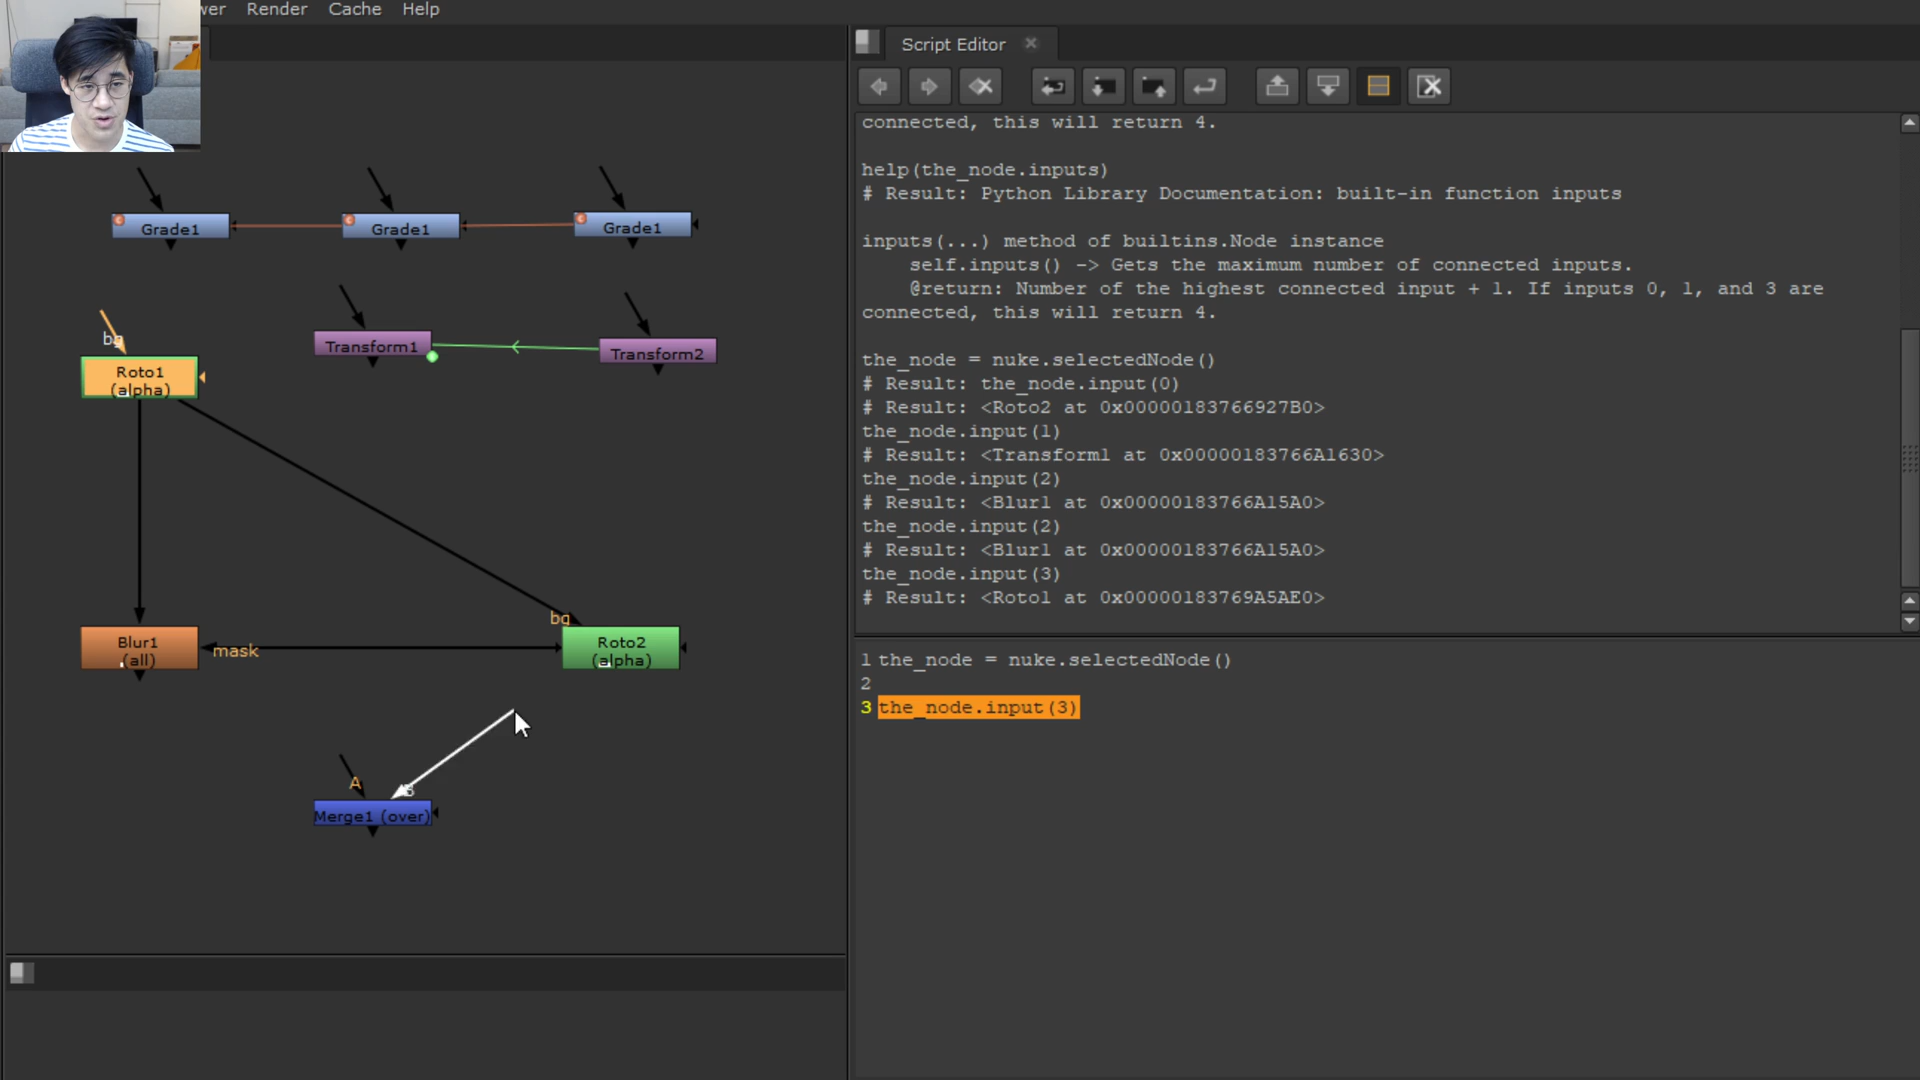 wer Render Cache Help
Script Editor
connected, this will return 4.
help(the_node.inputs)
# Result: Python Library Documentation: built-in function inputs
inputs(...) method of builtins.Node instance
self.inputs() -> Gets the maximum number of connected inputs.
@return: Number of the highest connected input + 1. If inputs 0, 1, and 3 are
connected, this will return 4.
the_node = nuke.selectedNode()
# Result: the_node.input(0)
# Result: <Roto2 at 0x00000183766927B0>
the_node.input(1)
# Result: <Transform1 at 0x00000183766A1630>
the_node.input(2)
# Result: <Blur1 at 0x00000183766A15A0>
the_node.input(2)
# Result: <Blur1 at 0x00000183766A15A0>
the_node.input(3)
# Result: <Roto1 at 0x00000183769A5AE0>
1 the_node = nuke.selectedNode()
2
3 the_node.input(3)
Grade1
Grade1
Grade1
bg
Roto1
(alpha)
Transform1
Transform2
bg
Blur1
(all)
mask
Roto2
(alpha)
A
B
Merge1 (over)